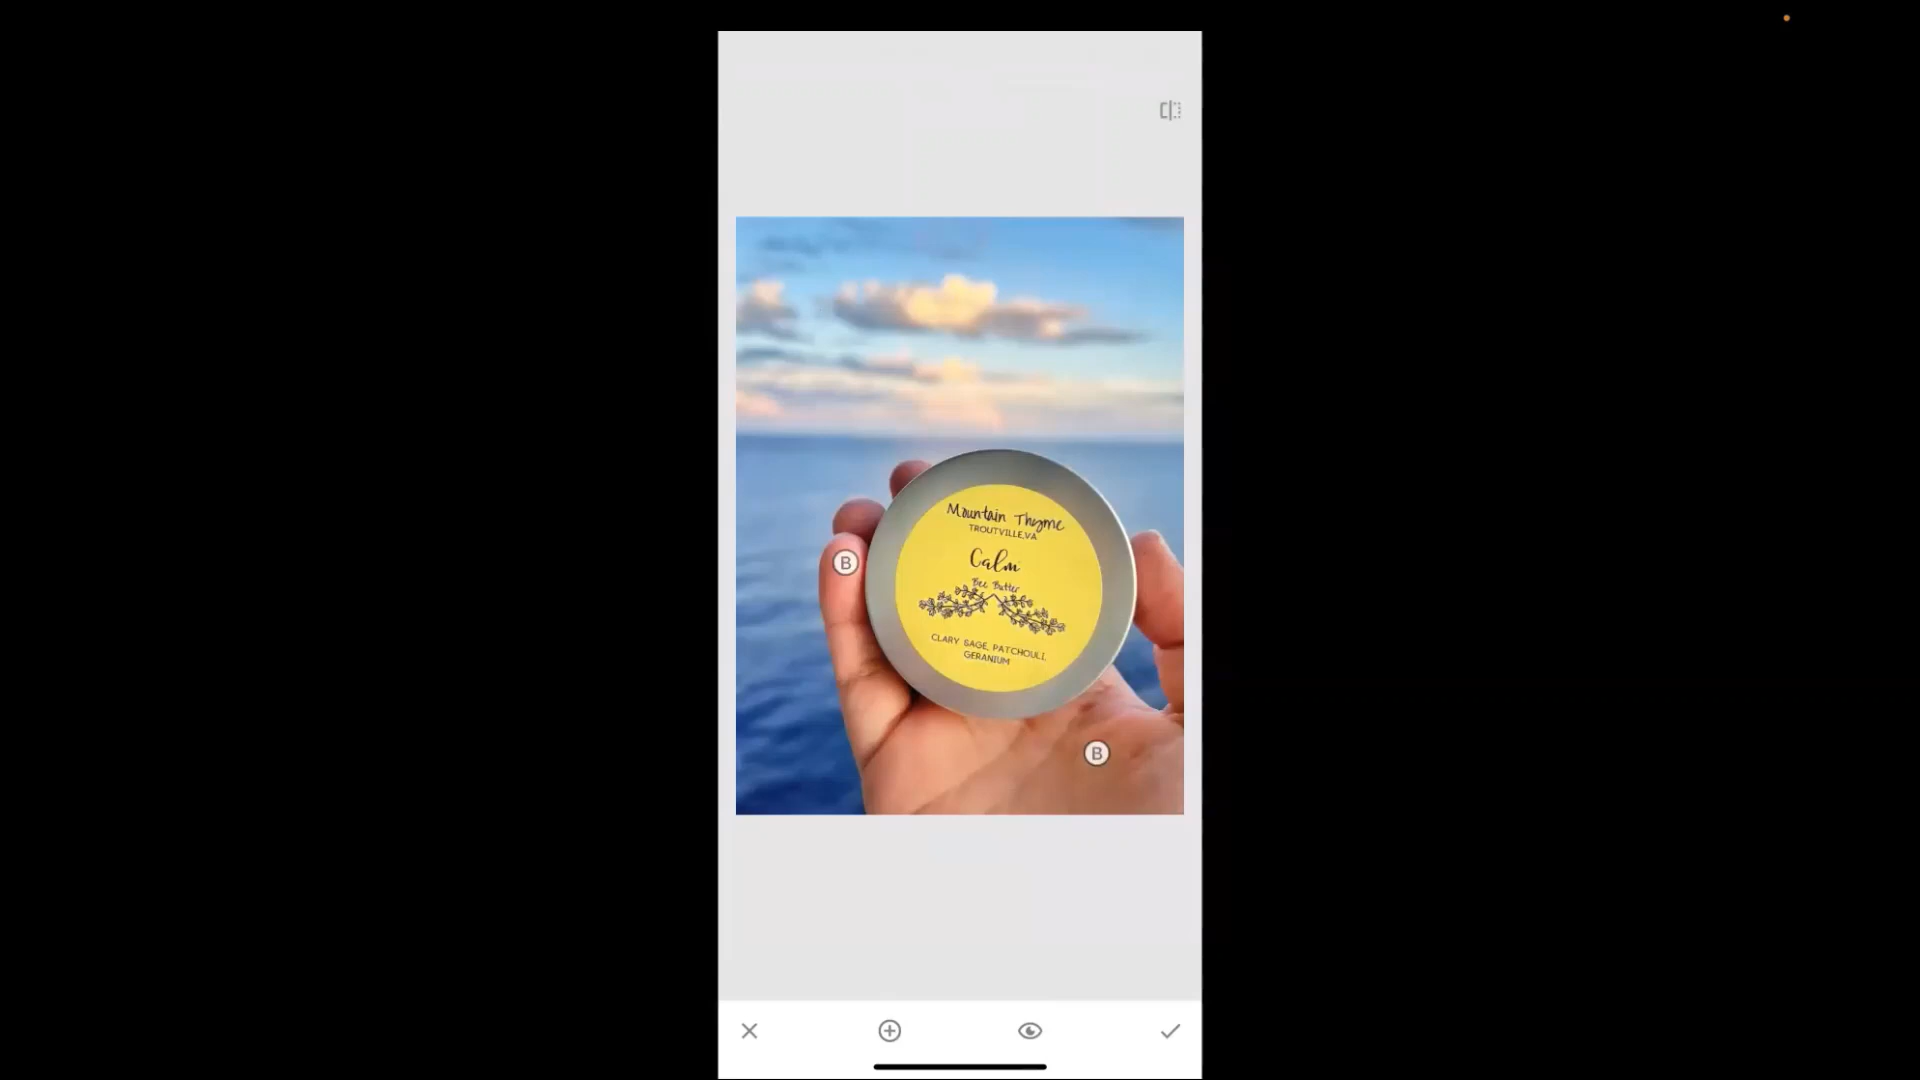 Mountain Thyme
TROUTVILLE,VA
Calm
Bee Butter
CLARY SAGE, PATCHOULI,
GERANIUM
B
B